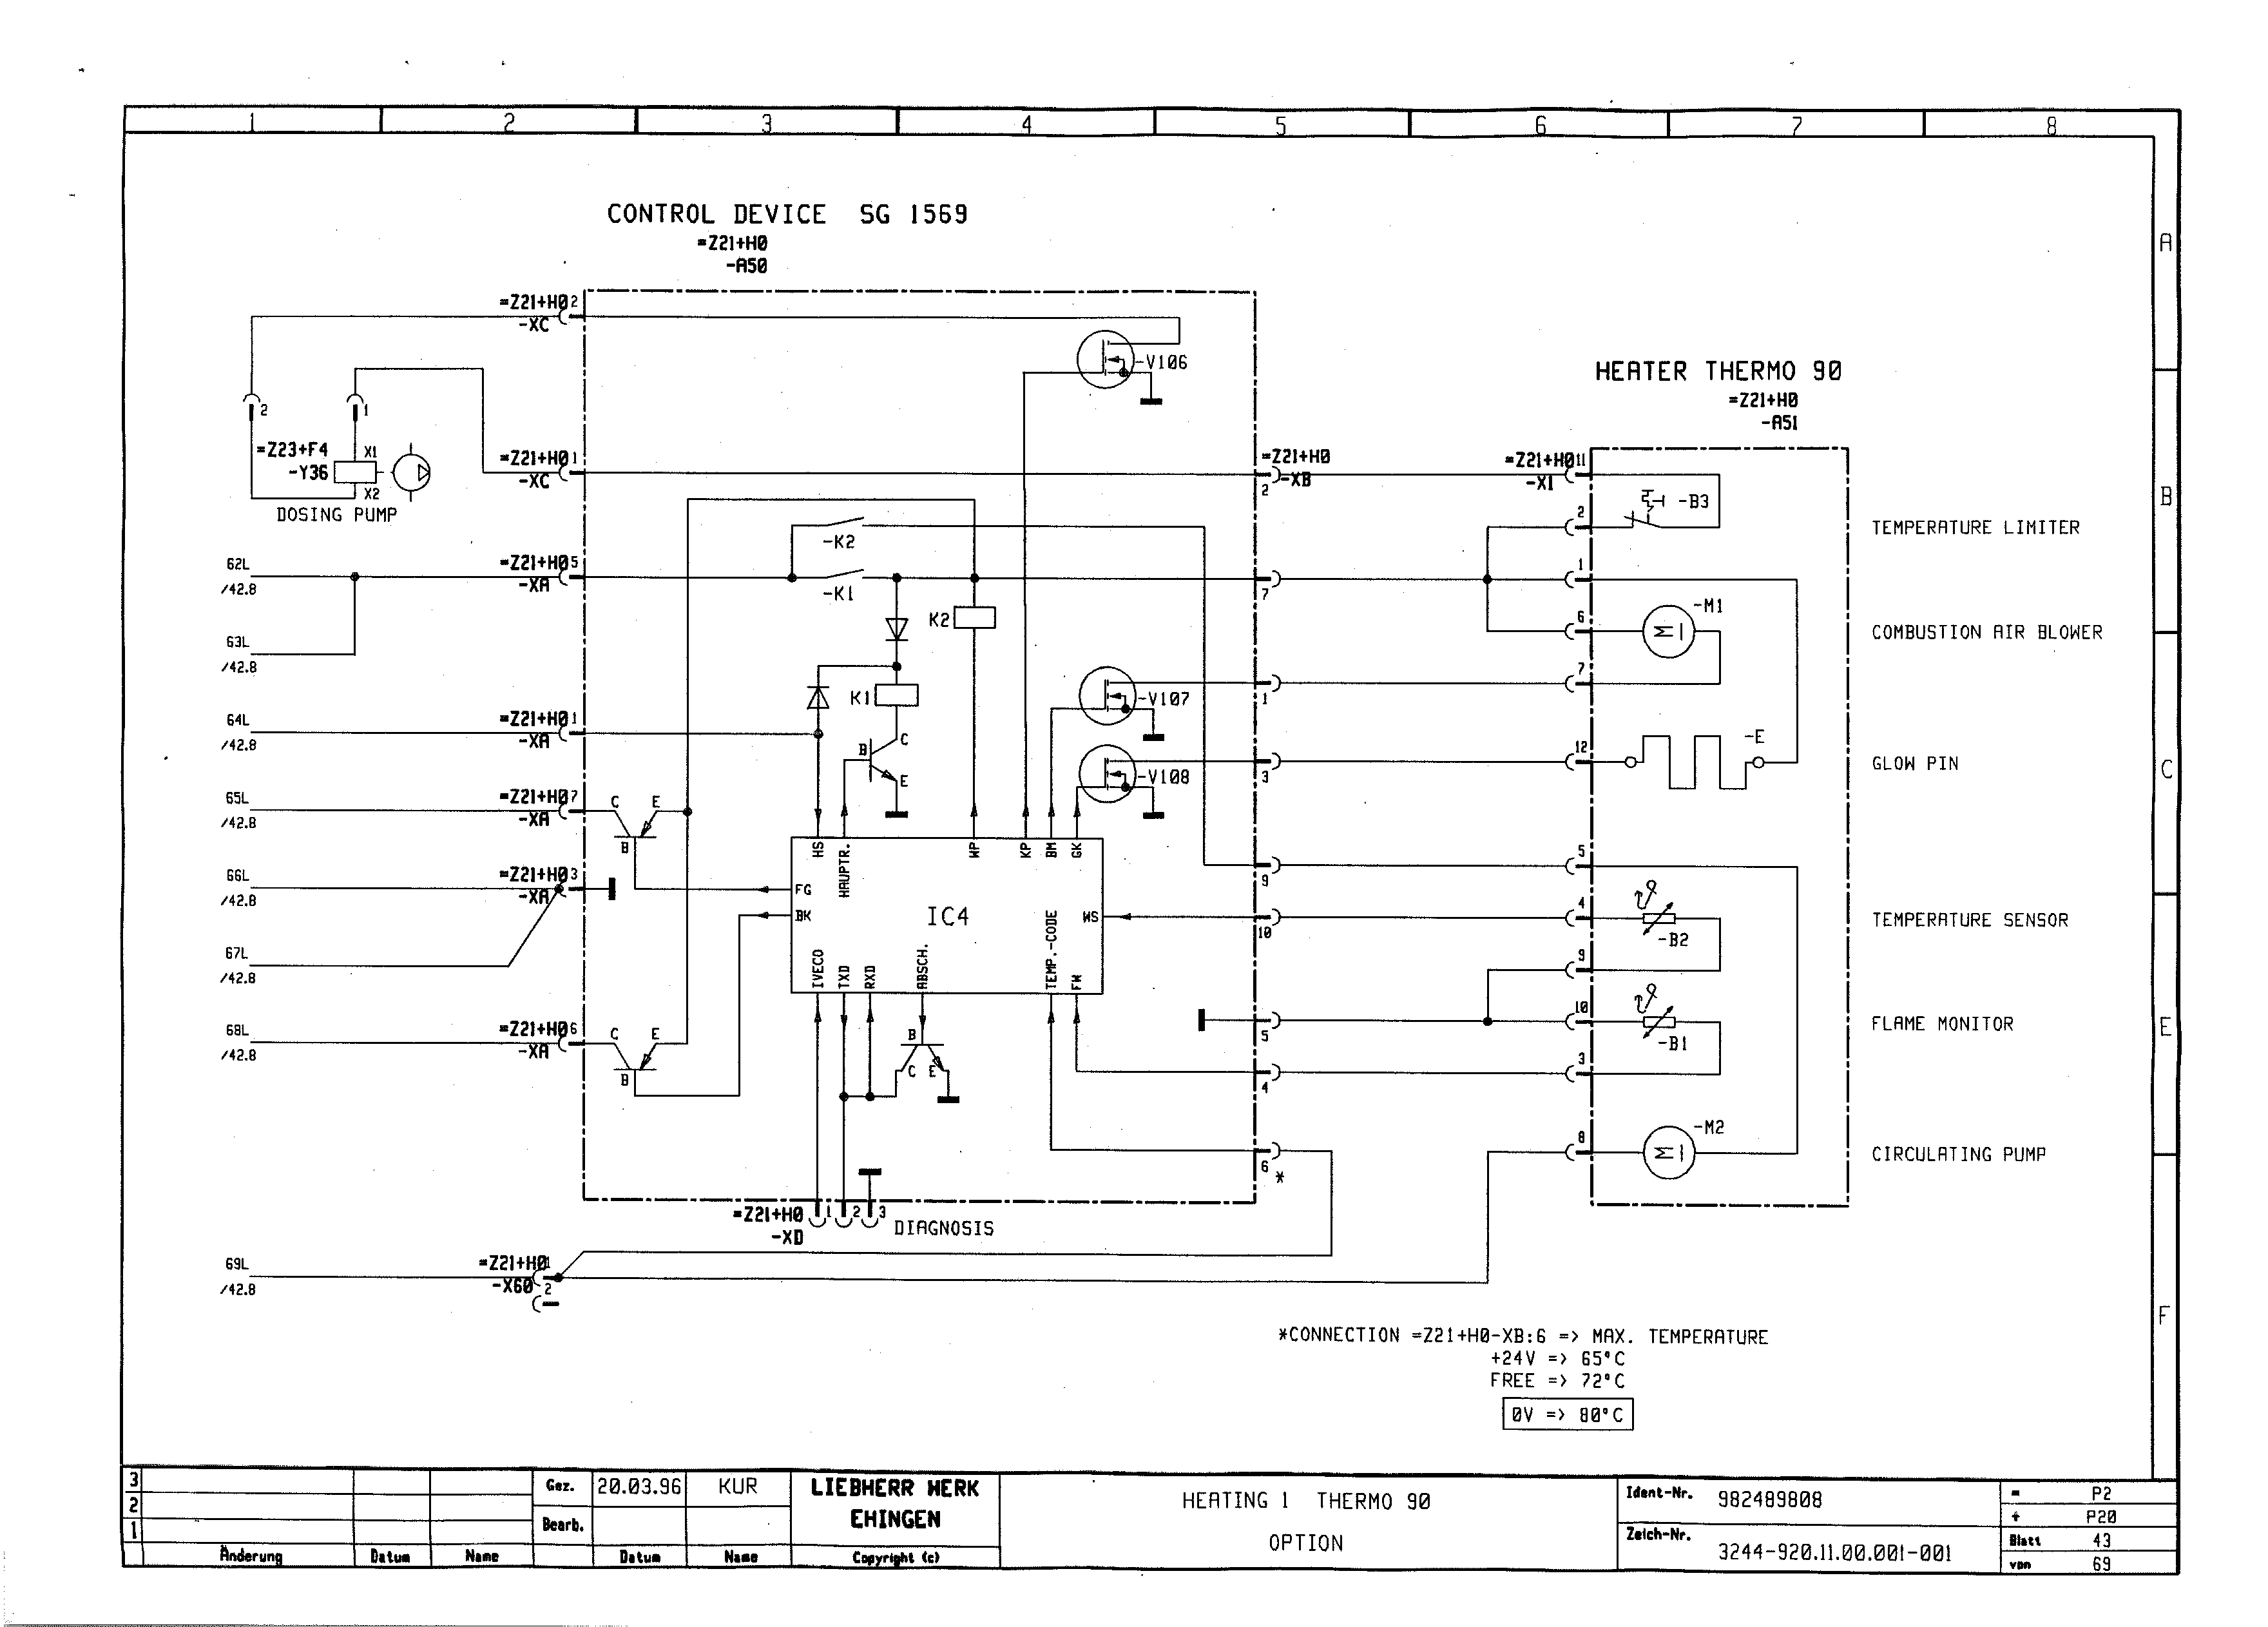 1 2 3 4 5 6 7 8
A
B
C
E
F
CONTROL DEVICE SG 1569
=Z21+H0
-A50
=Z21+H0 2
-XC
-V106
HEATER THERMO 90
=Z21+H0
-A51
2 1
=Z23+F4 X1
-Y36
X2
DOSING PUMP
=Z21+H0 1
-XC
=Z21+H0
-XB
2
=Z21+H0 11
-X1
-B3
2
TEMPERATURE LIMITER
-K2
62L
/42.8
=Z21+H0 5
-XA
-K1
7
1
K2
63L
/42.8
6
-M1
COMBUSTION AIR BLOWER
K1
-V107
1
7
64L
/42.8
=Z21+H0 1
-XA
B C E
-V108
3
12
-E
GLOW PIN
65L
/42.8
=Z21+H0 7
-XA
C E
B
HS HAUPTR. WP KP BM GK
66L
/42.8
=Z21+H0 3
-XA
FG
BK
IC4
WS
9
5
10
4
-B2
TEMPERATURE SENSOR
67L
/42.8
IVECO TXD RXD ABSCH. TEMP.-CODE FW
9
68L
/42.8
=Z21+H0 6
-XA
C E
B
B
C E
5
10
-B1
FLAME MONITOR
4
3
6
*
8
-M2
CIRCULATING PUMP
=Z21+H0 1 2 3
-XD
DIAGNOSIS
69L
/42.8
=Z21+H0 1
-X60 2
*CONNECTION =Z21+H0-XB:6 => MAX. TEMPERATURE
+24V => 65°C
FREE => 72°C
0V => 80°C
3
2
1
Änderung Datum Name
Gez. 20.03.96 KUR
Bearb.
Datum Name
LIEBHERR WERK
EHINGEN
Copyright (c)
HEATING 1 THERMO 90
OPTION
Ident-Nr. 982489808
Zeich-Nr. 3244-920.11.00.001-001
= P2
+ P20
Blatt 43
von 69